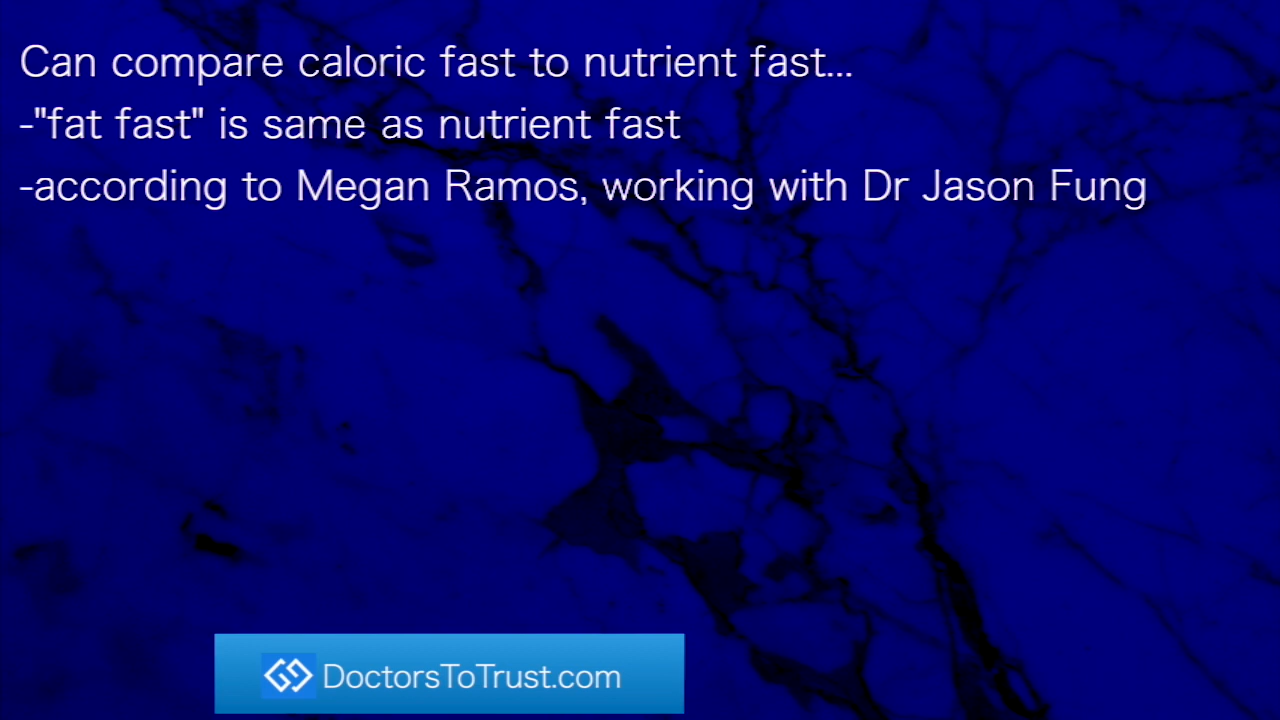 Can compare caloric fast to nutrient fast...
-"fat fast" is same as nutrient fast
-according to Megan Ramos, working with Dr Jason Fung
DoctorsToTrust.com